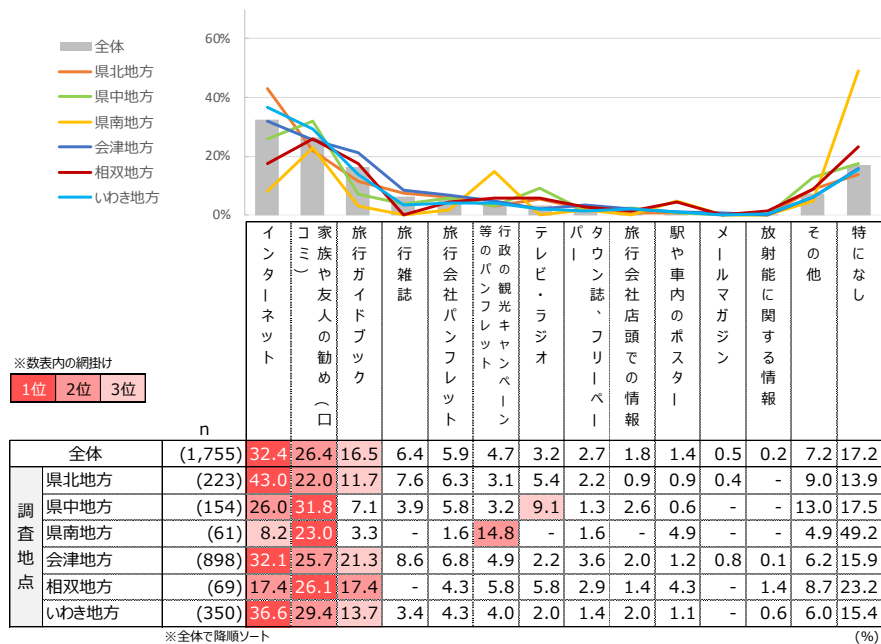 60%
40%
20%
0%
全体
県北地方
県中地方
県南地方
会津地方
相双地方
いわき地方
※数表内の網掛け
1位 2位 3位
n
インターネット
家族や友人の勧め（口コミ）
旅行ガイドブック
旅行雑誌
旅行会社パンフレット
行政の観光キャンペーン等のパンフレット
テレビ・ラジオ
タウン誌、フリーペーパー
旅行会社店頭での情報
駅や車内のポスター
メールマガジン
放射能に関する情報
その他
特になし
全体 (1,755) 32.4 26.4 16.5 6.4 5.9 4.7 3.2 2.7 1.8 1.4 0.5 0.2 7.2 17.2
調査地点
県北地方 (223) 43.0 22.0 11.7 7.6 6.3 3.1 5.4 2.2 0.9 0.9 0.4 - 9.0 13.9
県中地方 (154) 26.0 31.8 7.1 3.9 5.8 3.2 9.1 1.3 2.6 0.6 - - 13.0 17.5
県南地方 (61) 8.2 23.0 3.3 - 1.6 14.8 - 1.6 - 4.9 - - 4.9 49.2
会津地方 (898) 32.1 25.7 21.3 8.6 6.8 4.9 2.2 3.6 2.0 1.2 0.8 0.1 6.2 15.9
相双地方 (69) 17.4 26.1 17.4 - 4.3 5.8 5.8 2.9 1.4 4.3 - 1.4 8.7 23.2
いわき地方 (350) 36.6 29.4 13.7 3.4 4.3 4.0 2.0 1.4 2.0 1.1 - 0.6 6.0 15.4
※全体で降順ソート
(%)